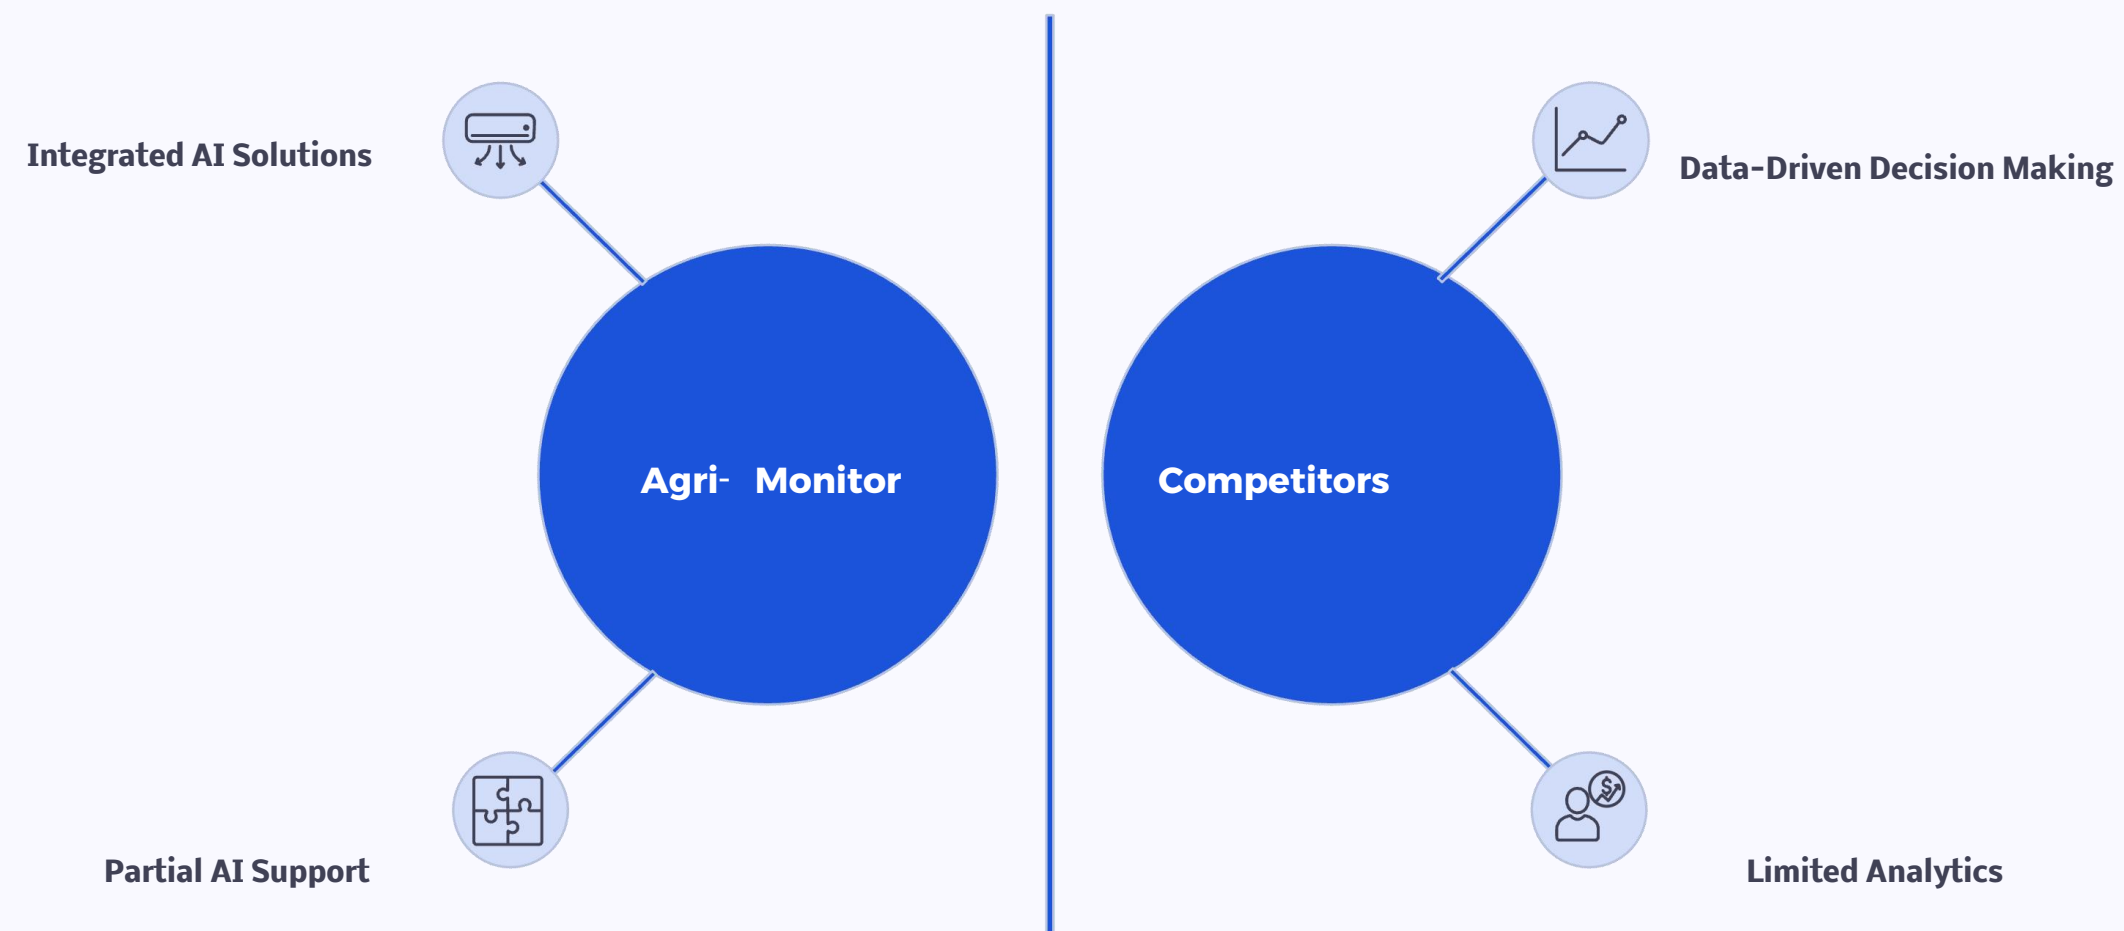 Integrated AI Solutions
Data-Driven Decision Making
Agri- Monitor
Competitors
Partial AI Support
Limited Analytics